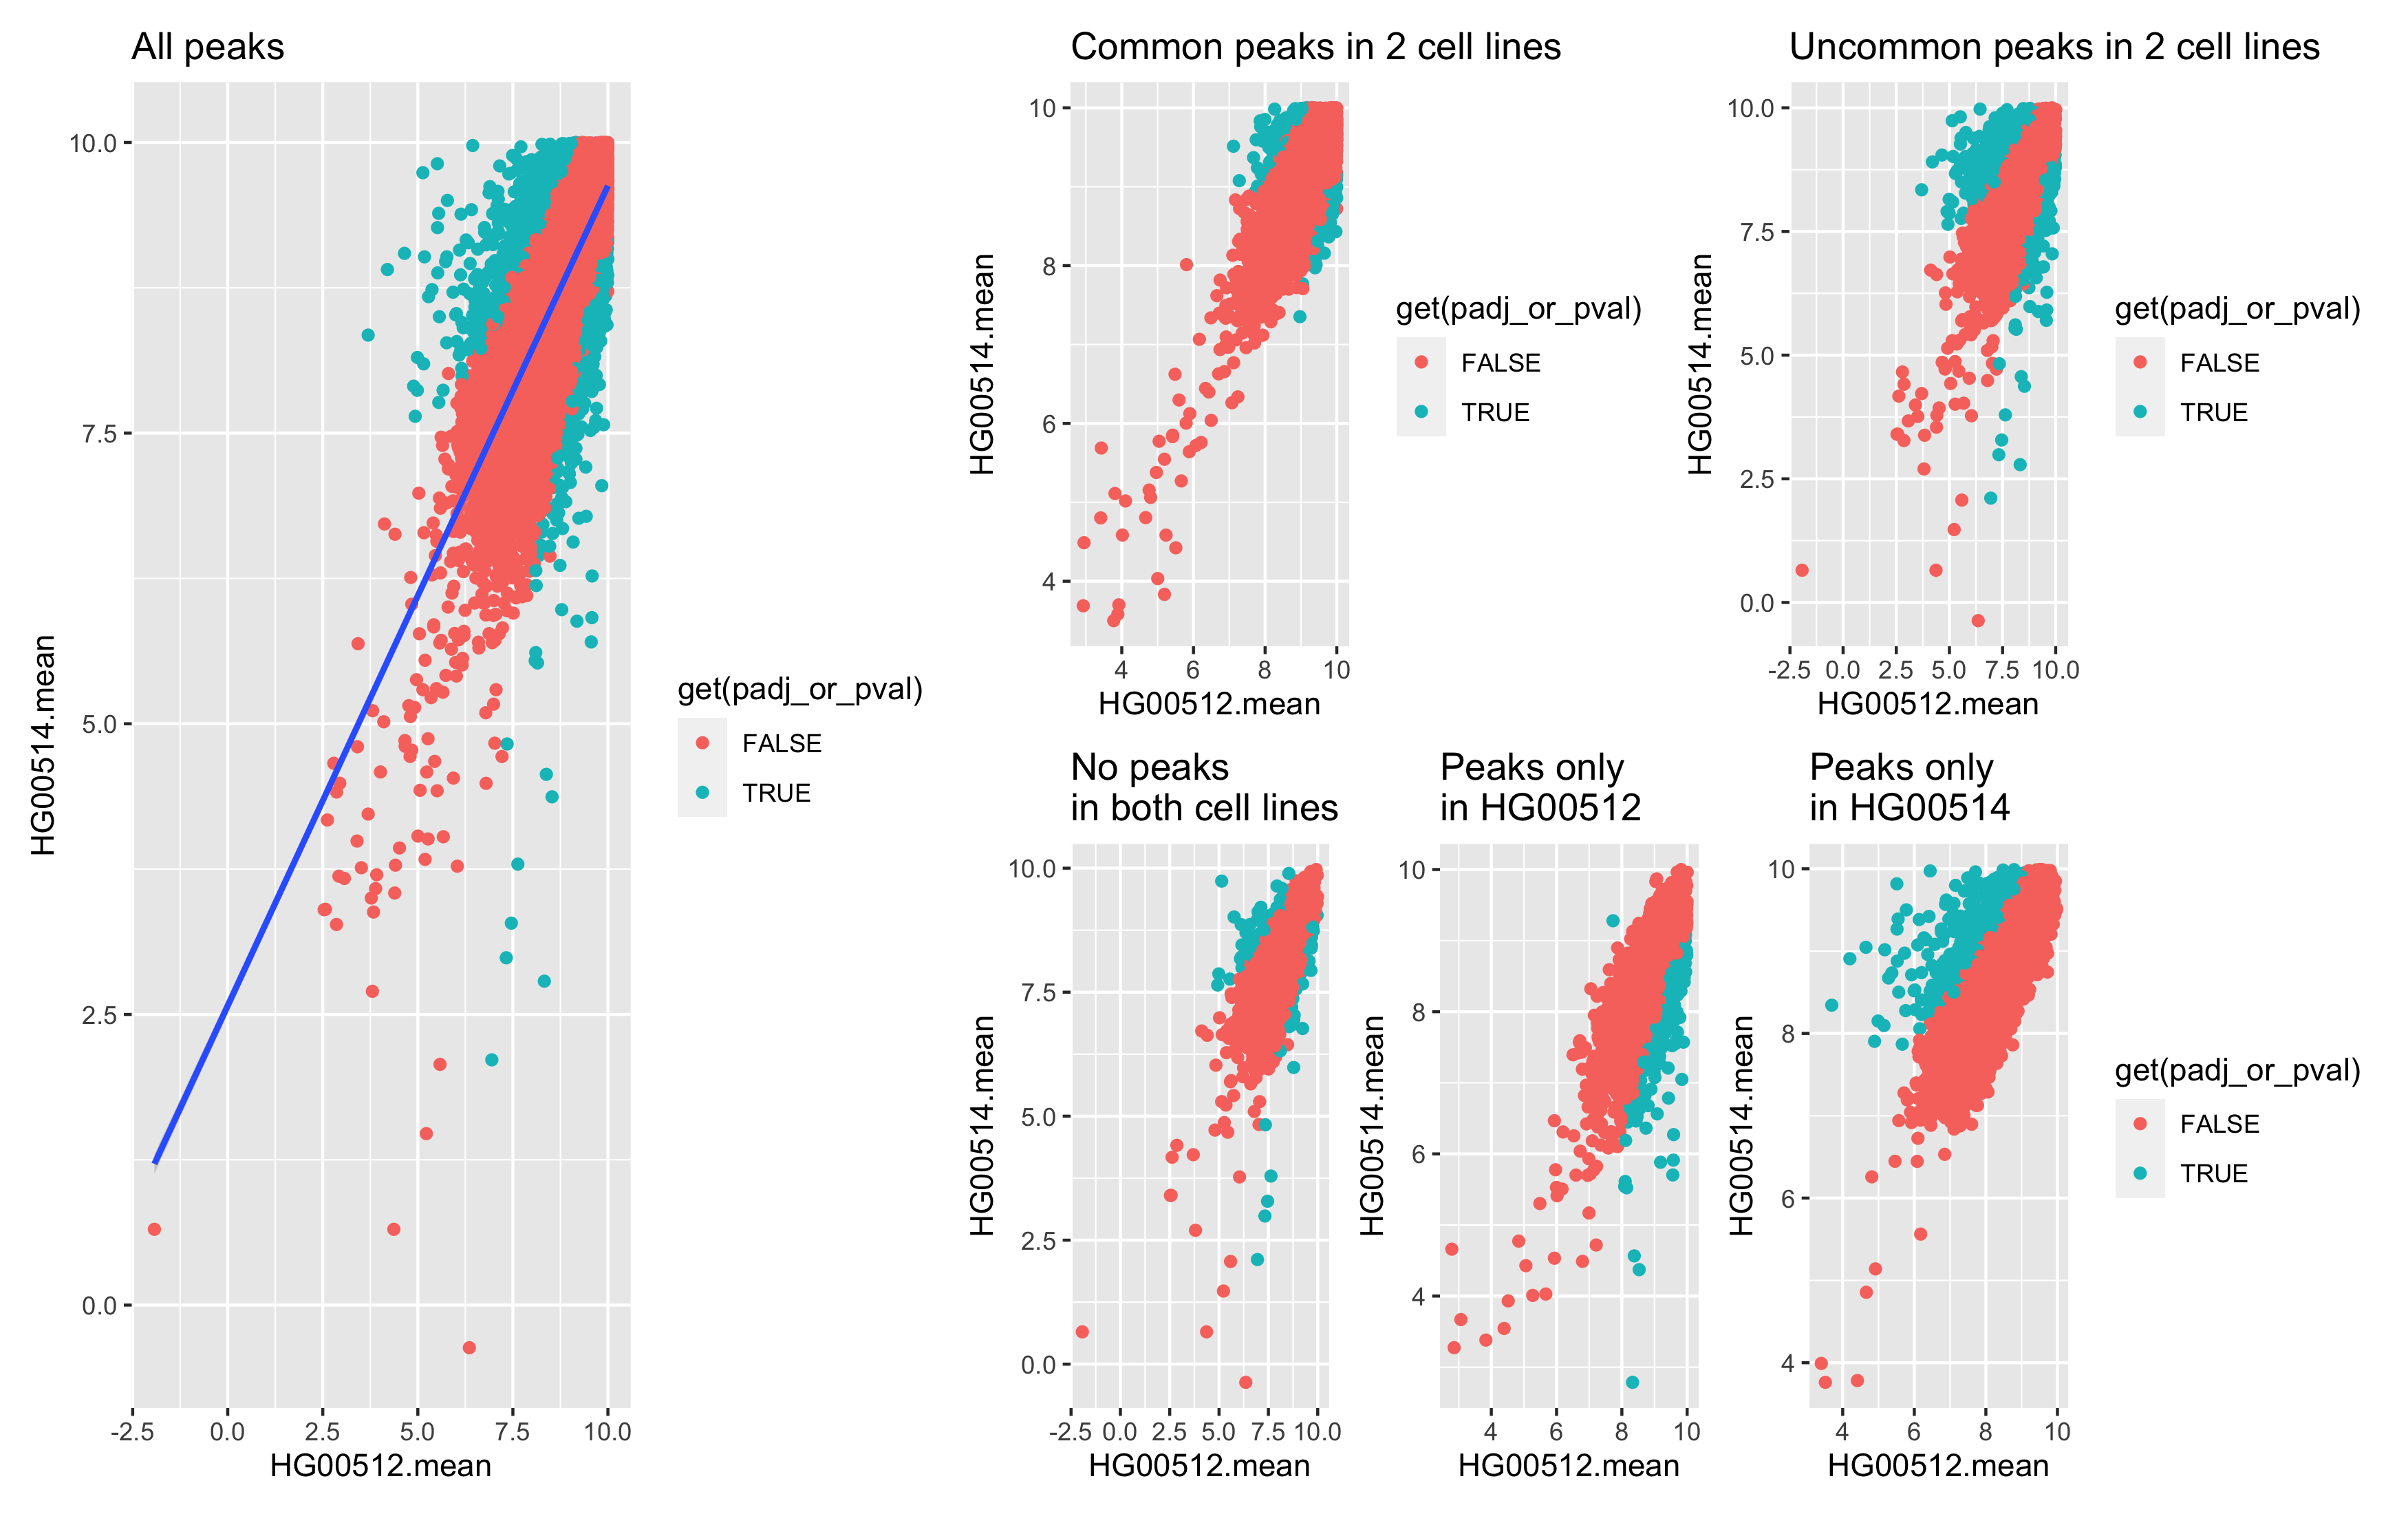 All peaks
HG00514.mean
10.0
7.5
5.0
2.5
0.0
-2.5 0.0 2.5 5.0 7.5 10.0
HG00512.mean
get(padj_or_pval)
FALSE
TRUE
Common peaks in 2 cell lines
HG00514.mean
10
8
6
4
4 6 8 10
HG00512.mean
get(padj_or_pval)
FALSE
TRUE
Uncommon peaks in 2 cell lines
HG00514.mean
10.0
7.5
5.0
2.5
0.0
-2.5 0.0 2.5 5.0 7.5 10.0
HG00512.mean
get(padj_or_pval)
FALSE
TRUE
No peaks
in both cell lines
HG00514.mean
10.0
7.5
5.0
2.5
0.0
-2.5 0.0 2.5 5.0 7.5 10.0
HG00512.mean
Peaks only
in HG00512
HG00514.mean
10
8
6
4
4 6 8 10
HG00512.mean
Peaks only
in HG00514
HG00514.mean
10
8
6
4
4 6 8 10
HG00512.mean
get(padj_or_pval)
FALSE
TRUE